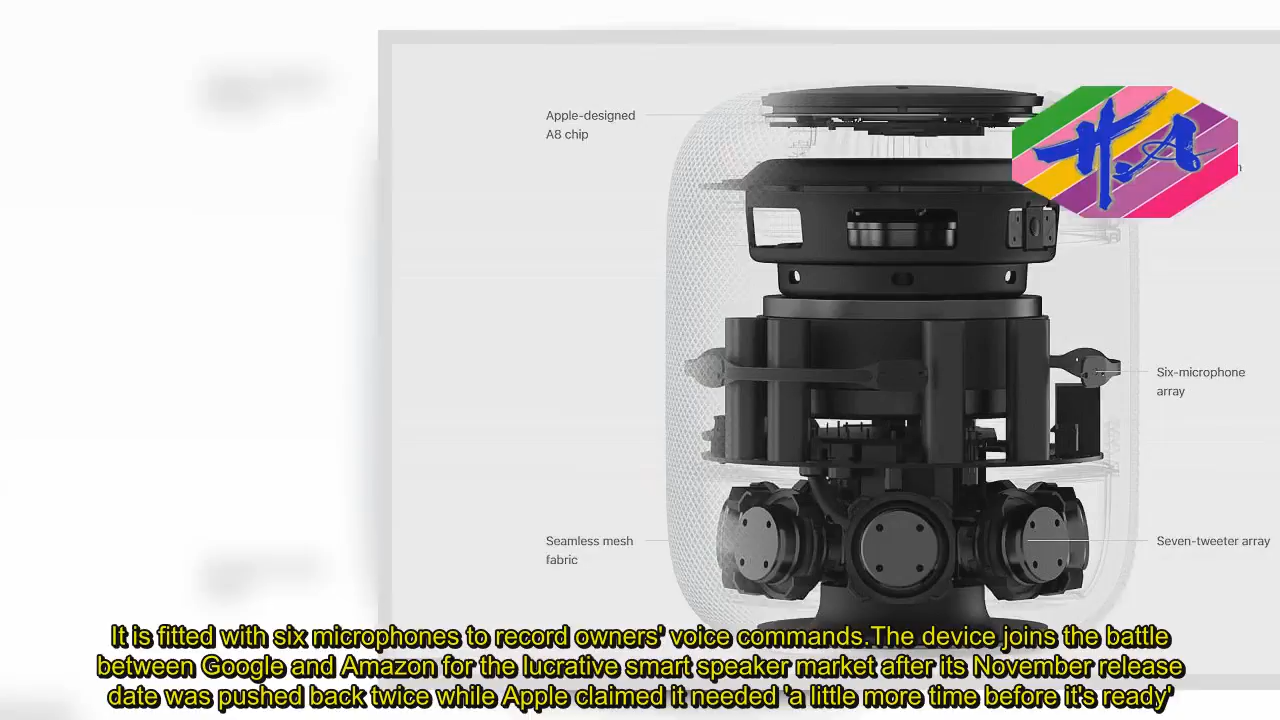 Apple-designed
A8 chip
H.A
Six-microphone
array
Seamless mesh
fabric
Seven-tweeter array
It is fitted with six microphones to record owners' voice commands.The device joins the battle
between Google and Amazon for the lucrative smart speaker market after its November release
date was pushed back twice while Apple claimed it needed 'a little more time before it's ready'